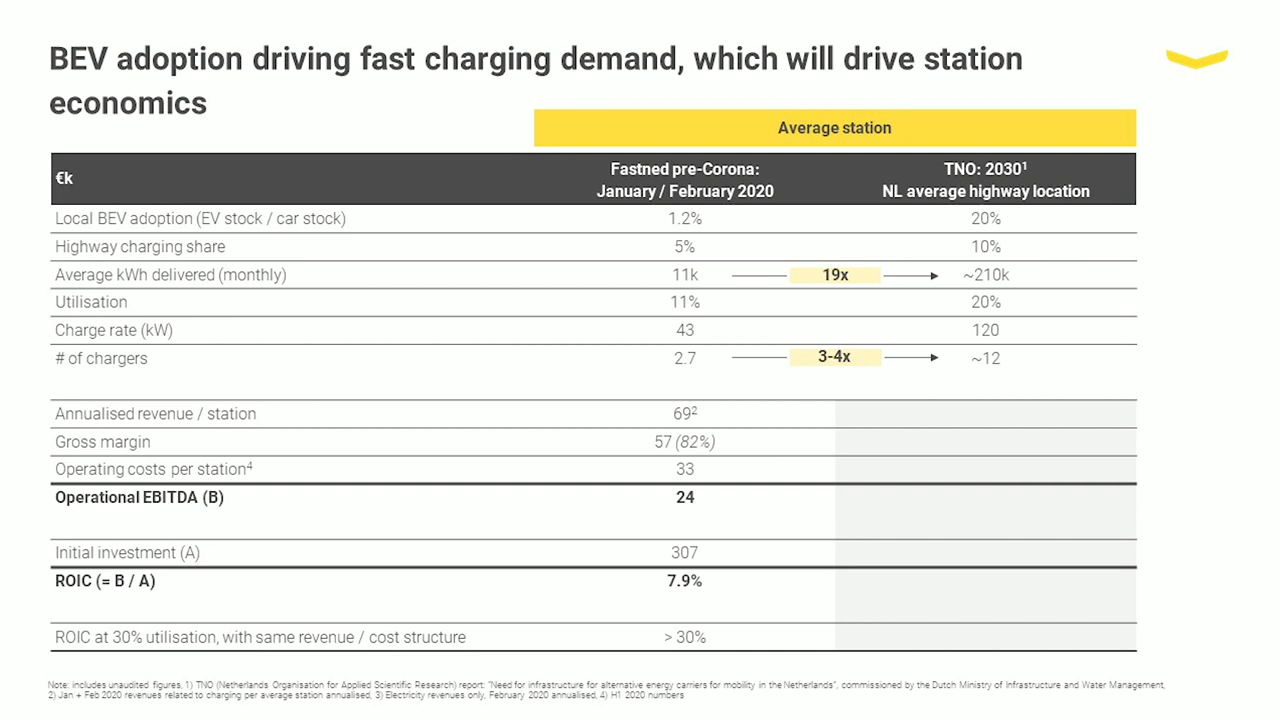 BEV adoption driving fast charging demand, which will drive station
economics
Average station
€k
Fastned pre-Corona:
January / February 2020
TNO: 2030¹
NL average highway location
Local BEV adoption (EV stock / car stock) 1.2% 20%
Highway charging share 5% 10%
Average kWh delivered (monthly) 11k 19x ~210k
Utilisation 11% 20%
Charge rate (kW) 43 120
# of chargers 2.7 3-4x ~12
Annualised revenue / station 69²
Gross margin 57 (82%)
Operating costs per station⁴ 33
Operational EBITDA (B) 24
Initial investment (A) 307
ROIC (= B / A) 7.9%
ROIC at 30% utilisation, with same revenue / cost structure > 30%
Note: includes unaudited figures, 1) TNO (Netherlands Organisation for Applied Scientific Research) report: "Need for infrastructure for alternative energy carriers for mobility in the Netherlands", commissioned by the Dutch Ministry of Infrastructure and Water Management,
2) Jan + Feb 2020 revenues related to charging per average station annualised, 3) Electricity revenues only, February 2020 annualised, 4) H1 2020 numbers